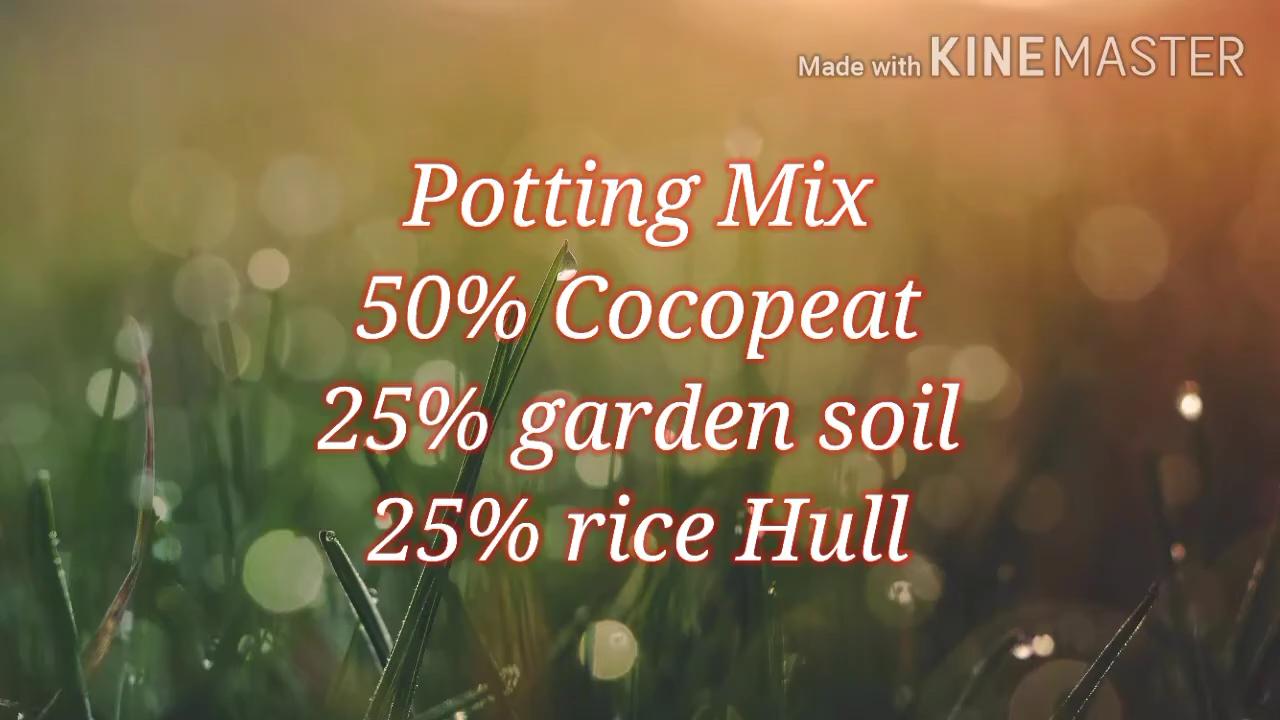 Made with KINEMASTER
Potting Mix
50% Cocopeat
25% garden soil
25% rice Hull